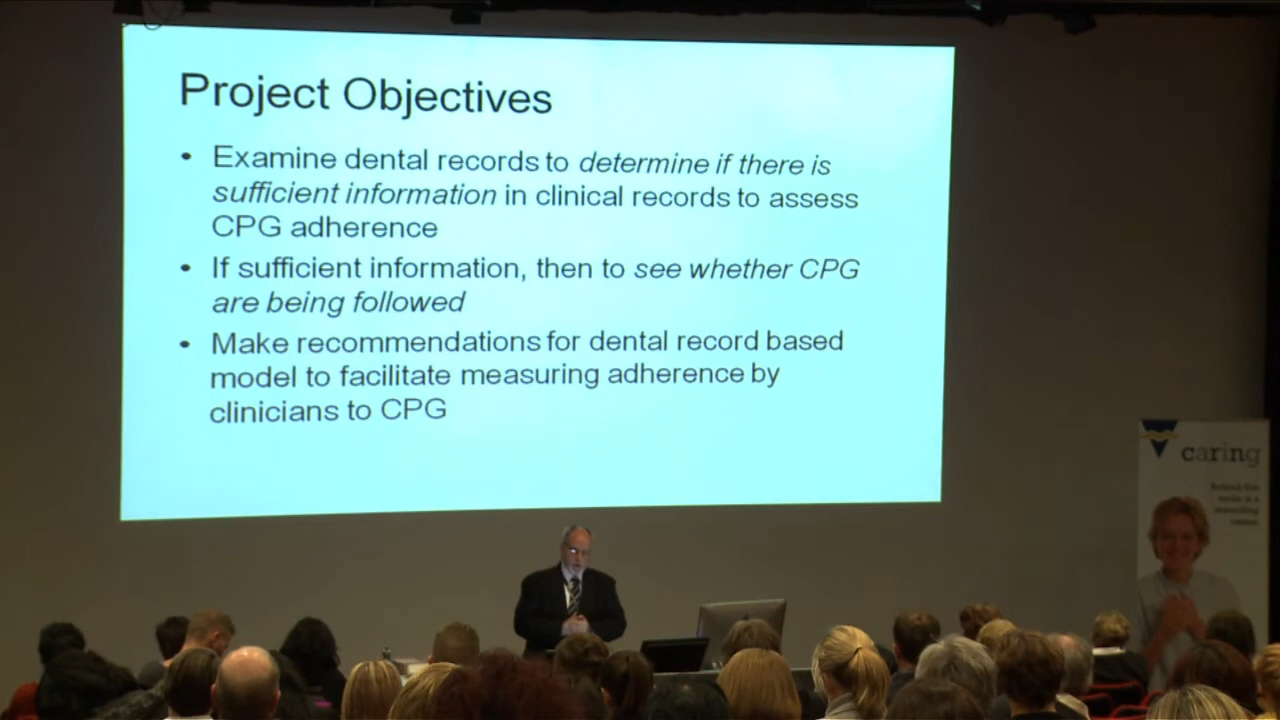 Project Objectives
• Examine dental records to determine if there is
sufficient information in clinical records to assess
CPG adherence
• If sufficient information, then to see whether CPG
are being followed
• Make recommendations for dental record based
model to facilitate measuring adherence by
clinicians to CPG
caring